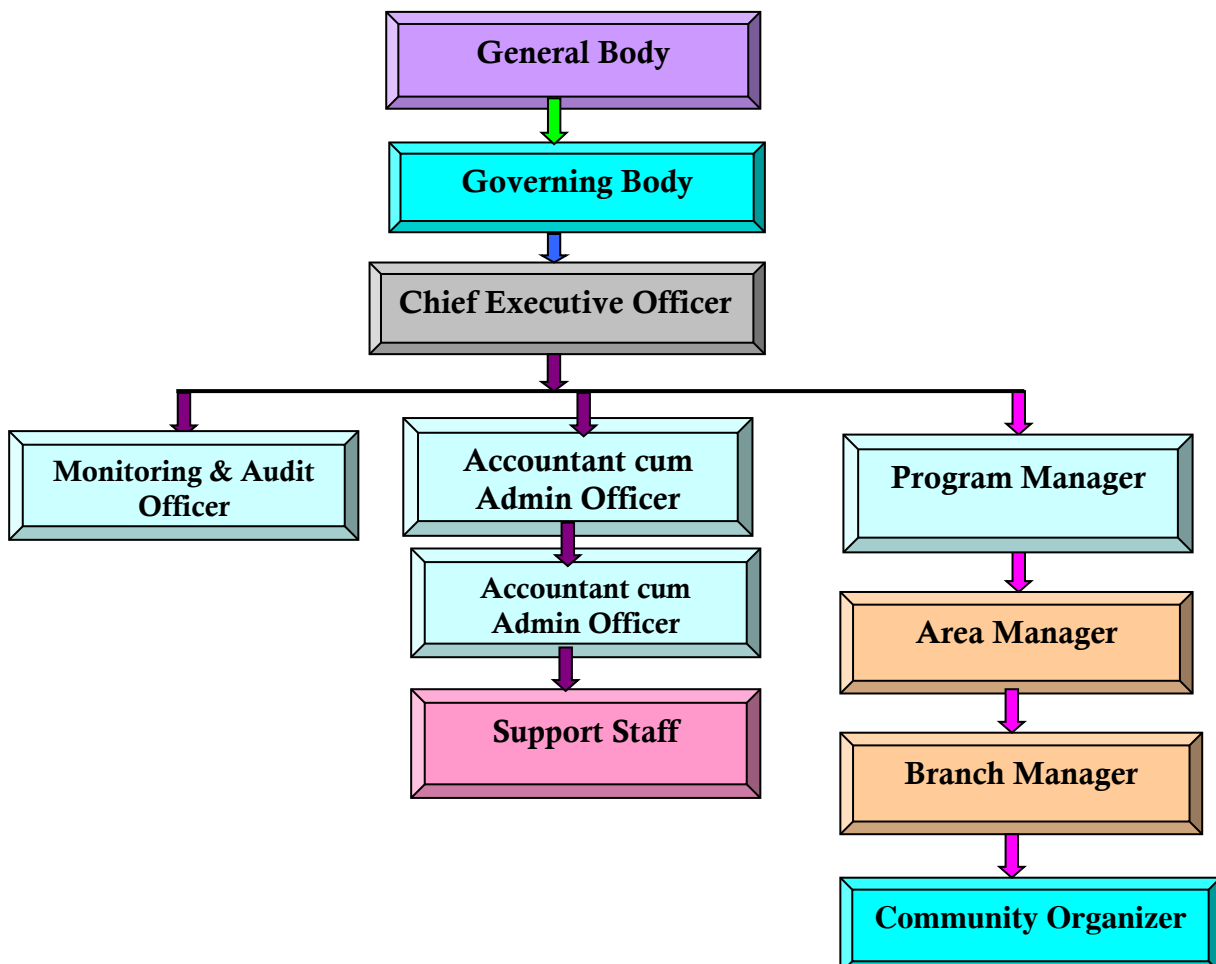 General Body
Governing Body
Chief Executive Officer
Monitoring & Audit
Officer
Accountant cum
Admin Officer
Program Manager
Accountant cum
Admin Officer
Area Manager
Support Staff
Branch Manager
Community Organizer